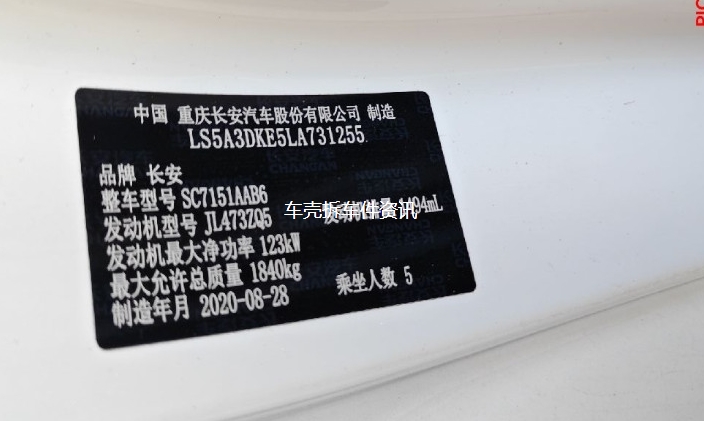 中国 重庆长安汽车股份有限公司 制造
LS5A3DKE5LA731255
品牌 长安
整车型号 SC7151AAB6
发动机型号 JL473ZQ5
车壳拆车件资讯
mL
发动机最大净功率 123kW
最大允许总质量 1840kg
乘坐人数 5
制造年月 2020-08-28